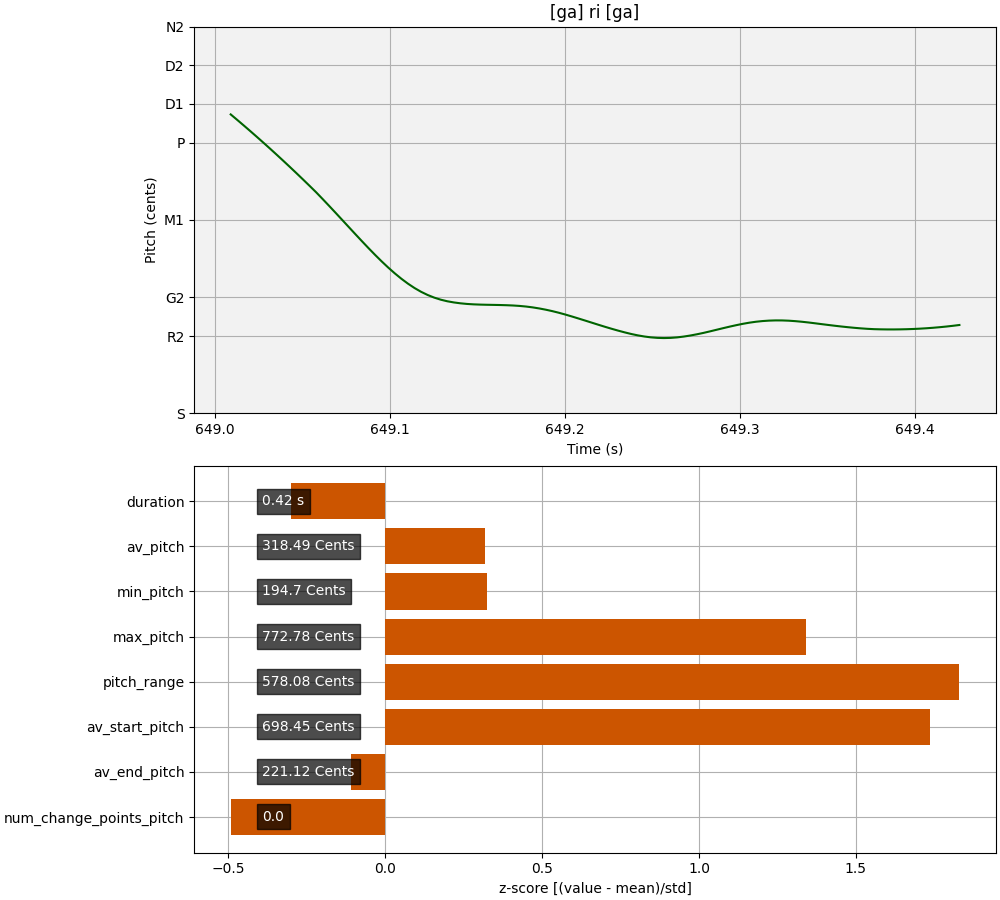 [ga] ri [ga]
N2
D2
D1
P
M1
G2
R2
S
Pitch (cents)
649.0 649.1 649.2 649.3 649.4
Time (s)
duration 0.42 s
av_pitch 318.49 Cents
min_pitch 194.7 Cents
max_pitch 772.78 Cents
pitch_range 578.08 Cents
av_start_pitch 698.45 Cents
av_end_pitch 221.12 Cents
num_change_points_pitch 0.0
−0.5 0.0 0.5 1.0 1.5
z-score [(value - mean)/std]